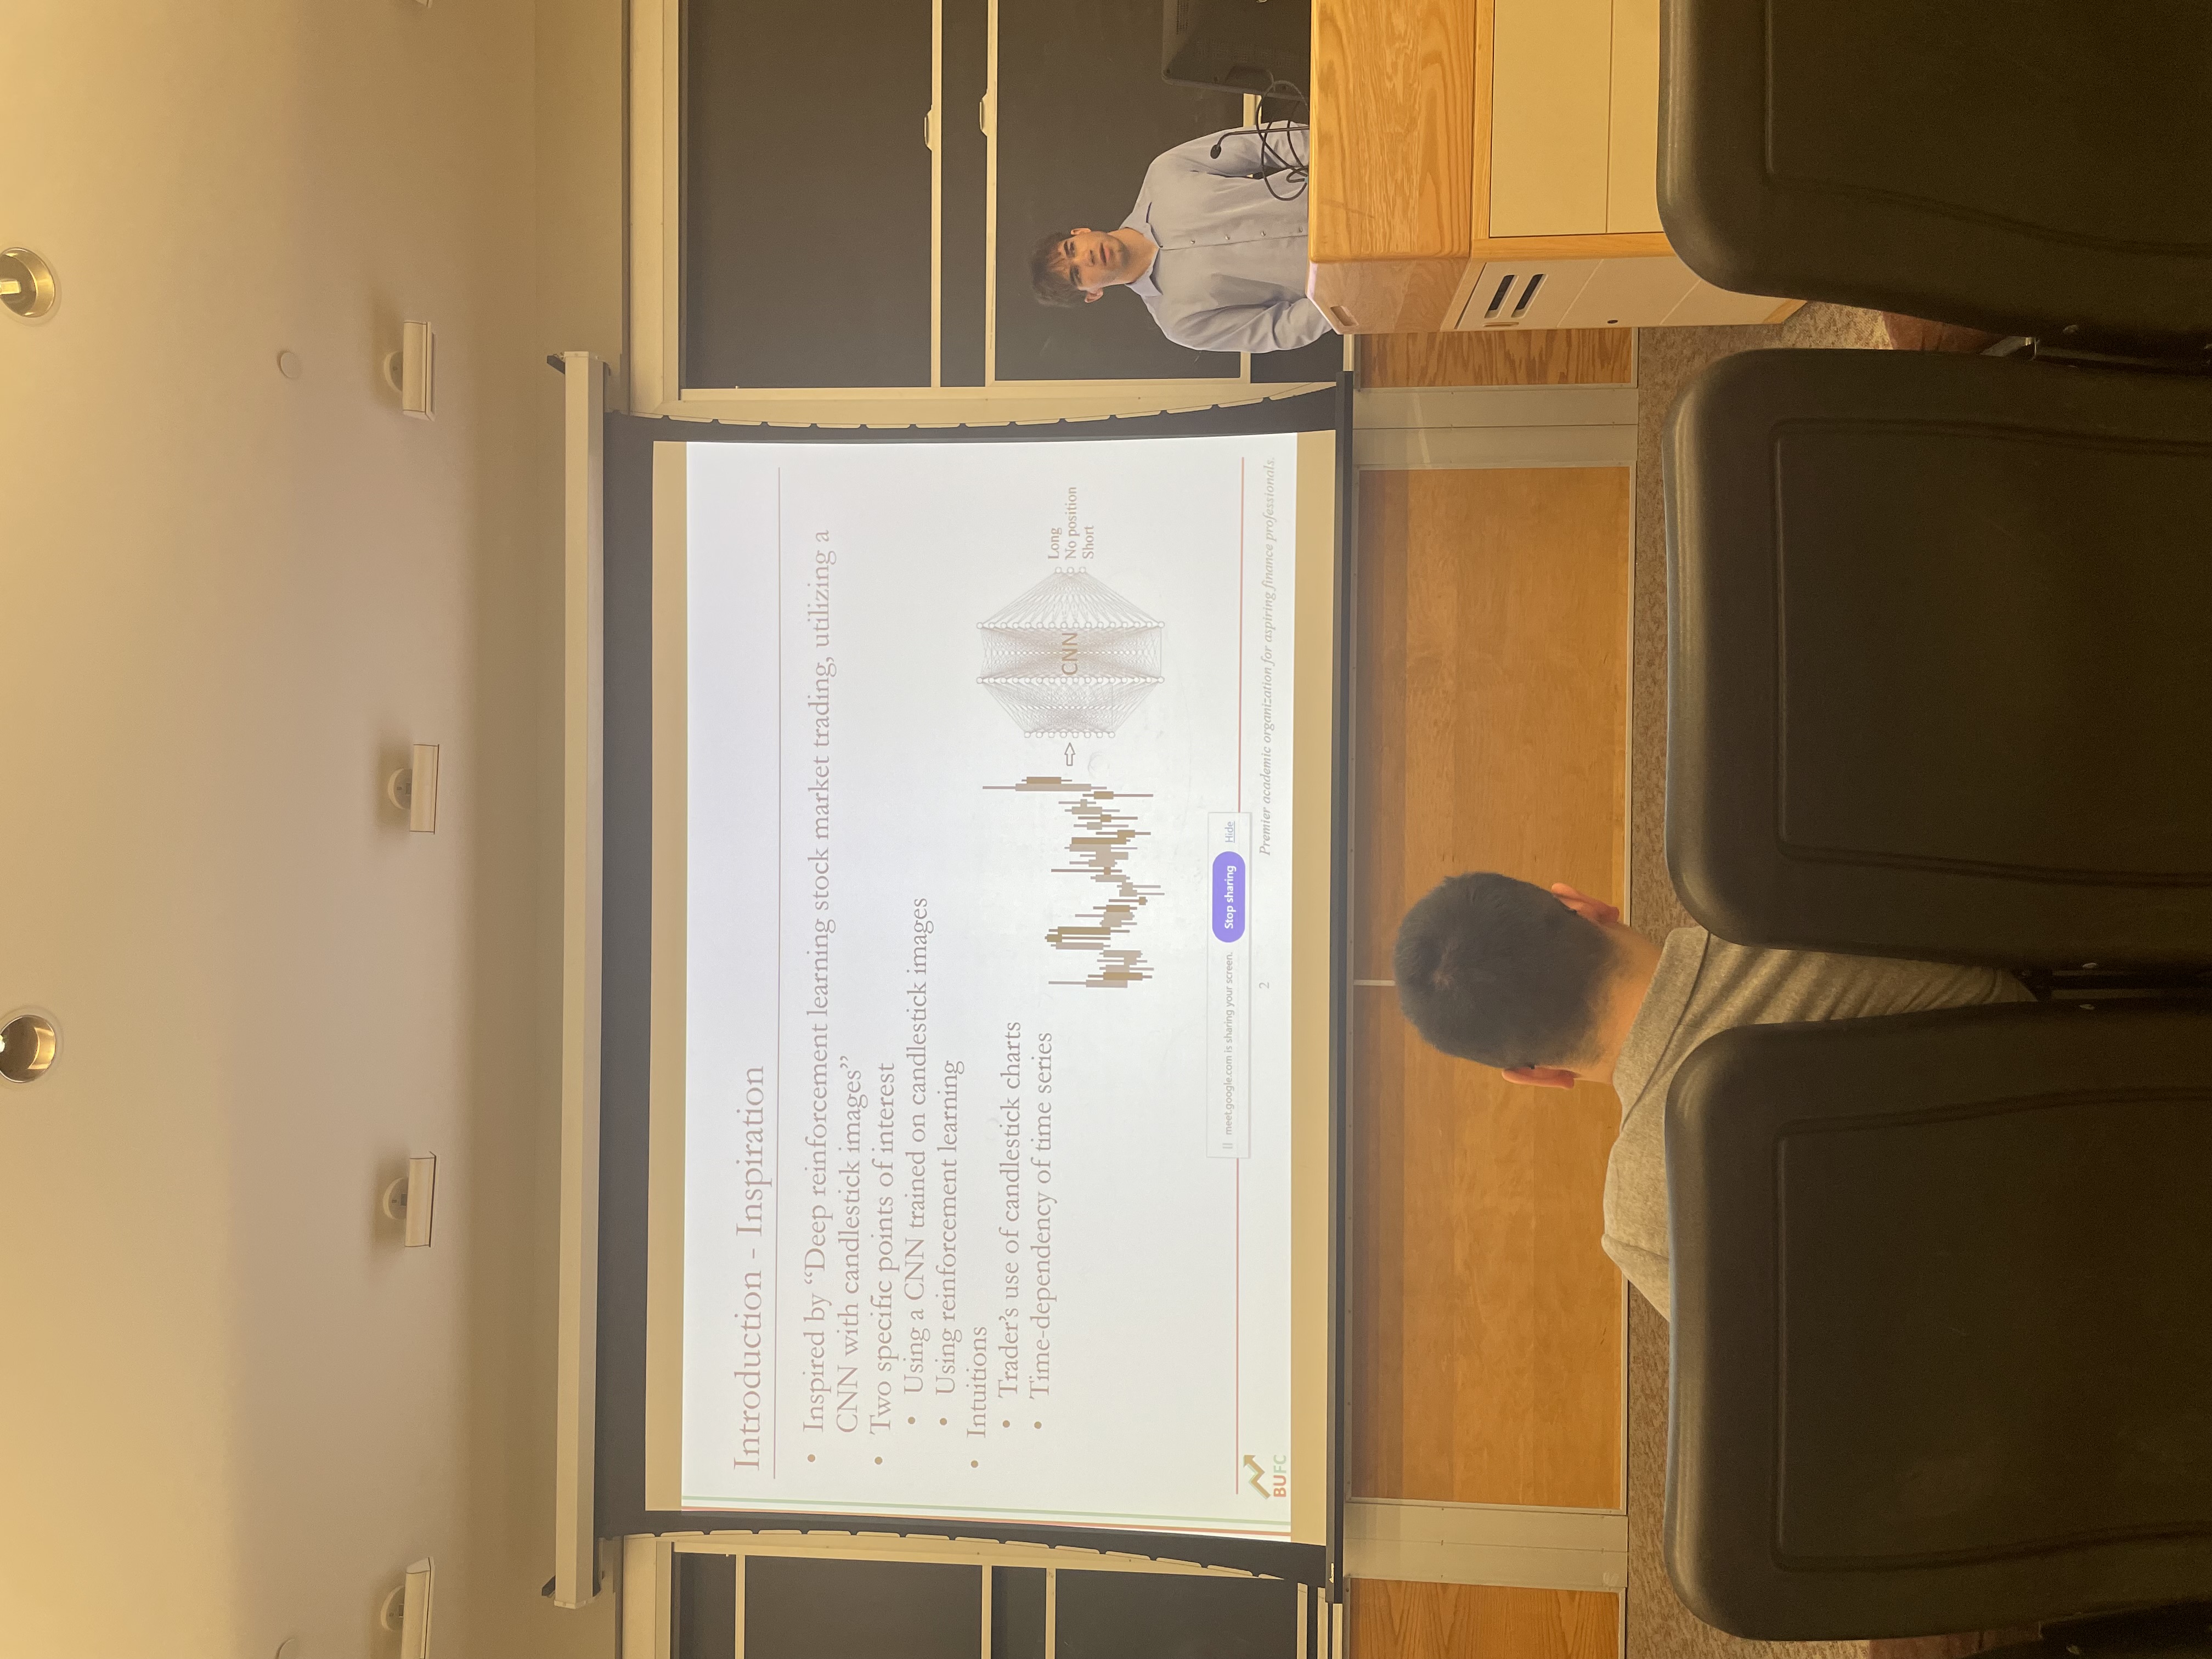 Introduction - Inspiration
• Inspired by “Deep reinforcement learning stock market trading, utilizing a
CNN with candlestick images”
• Two specific points of interest
• Using a CNN trained on candlestick images
• Using reinforcement learning
• Intuitions
• Trader’s use of candlestick charts
• Time-dependency of time series
CNN
Long
No position
Short
meet.google.com is sharing your screen.
Stop sharing
Hide
BUFC
2
Premier academic organization for aspiring finance professionals.